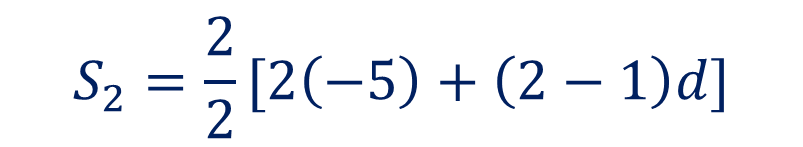 S₂ = 2/2 [2(−5) + (2 − 1)d]